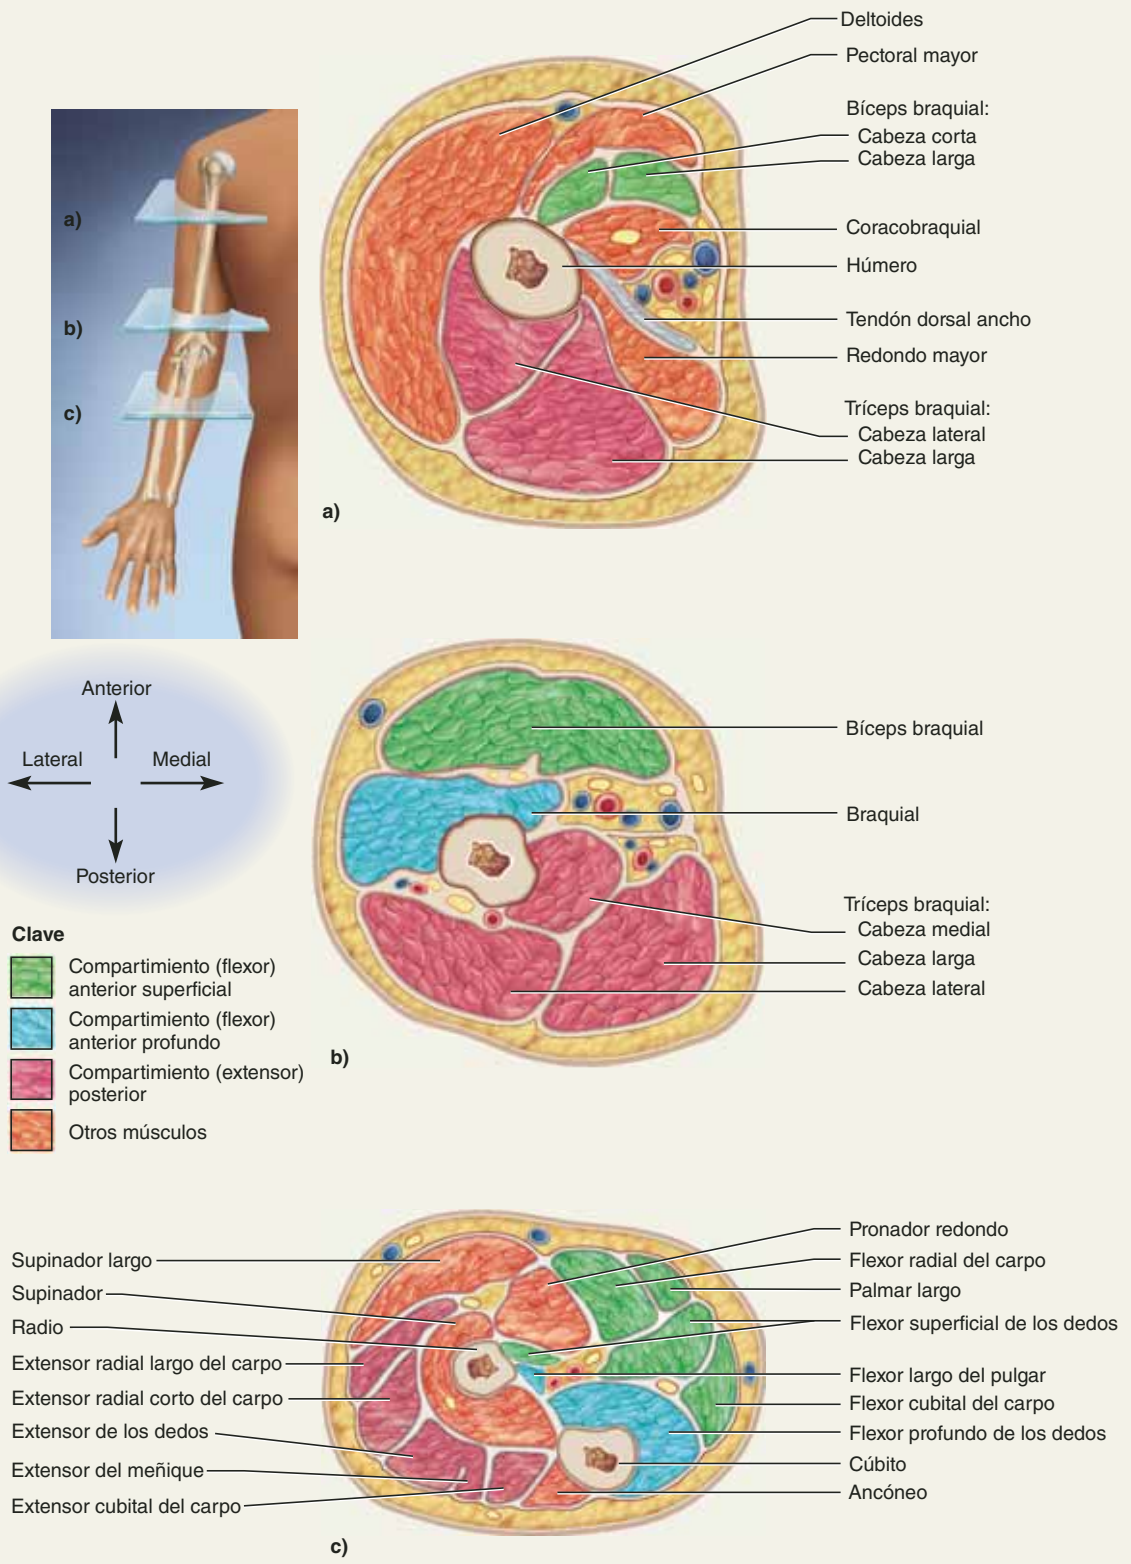 Deltoides
Pectoral mayor
Bíceps braquial:
Cabeza corta
Cabeza larga
Coracobraquial
Húmero
Tendón dorsal ancho
Redondo mayor
Tríceps braquial:
Cabeza lateral
Cabeza larga
a)
b)
c)
a)
Anterior
Lateral
Medial
Posterior
Bíceps braquial
Braquial
Tríceps braquial:
Cabeza medial
Cabeza larga
Cabeza lateral
b)
Clave
Compartimiento (flexor)
anterior superficial
Compartimiento (flexor)
anterior profundo
Compartimiento (extensor)
posterior
Otros músculos
Supinador largo
Supinador
Radio
Extensor radial largo del carpo
Extensor radial corto del carpo
Extensor de los dedos
Extensor del meñique
Extensor cubital del carpo
Pronador redondo
Flexor radial del carpo
Palmar largo
Flexor superficial de los dedos
Flexor largo del pulgar
Flexor cubital del carpo
Flexor profundo de los dedos
Cúbito
Ancóneo
c)